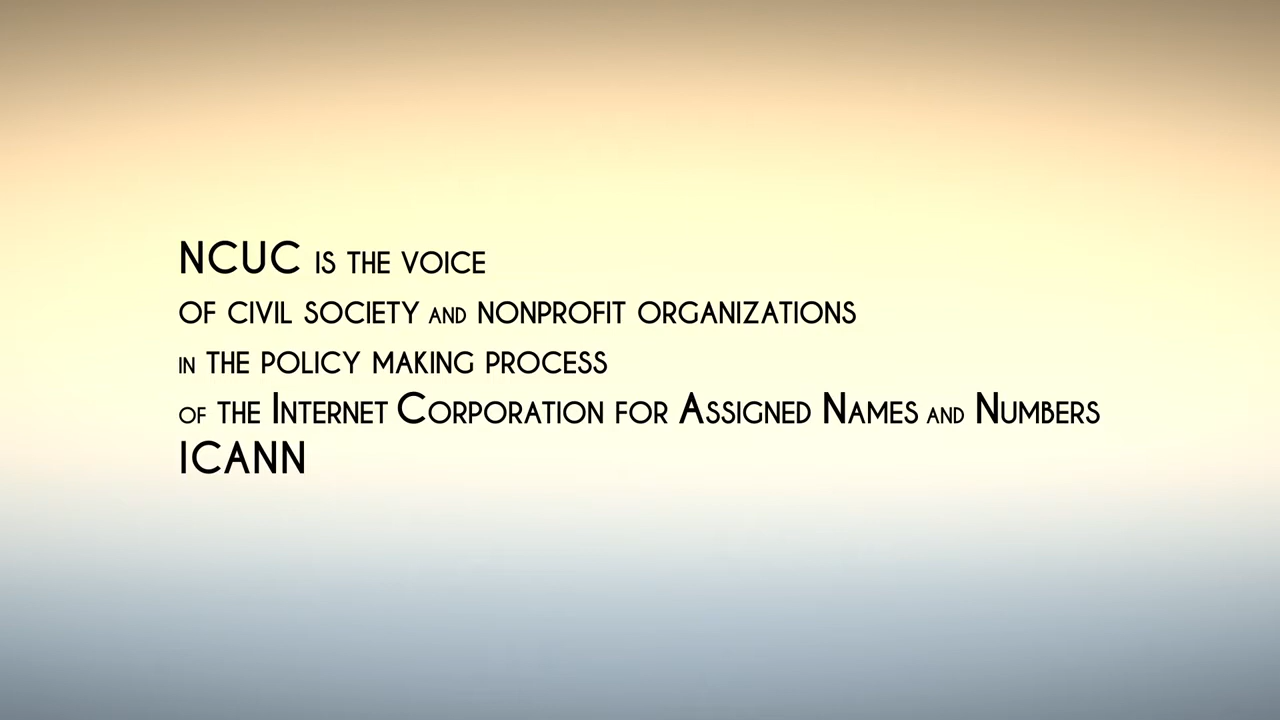 NCUC IS THE VOICE
OF CIVIL SOCIETY AND NONPROFIT ORGANIZATIONS
IN THE POLICY MAKING PROCESS
OF THE INTERNET CORPORATION FOR ASSIGNED NAMES AND NUMBERS
ICANN